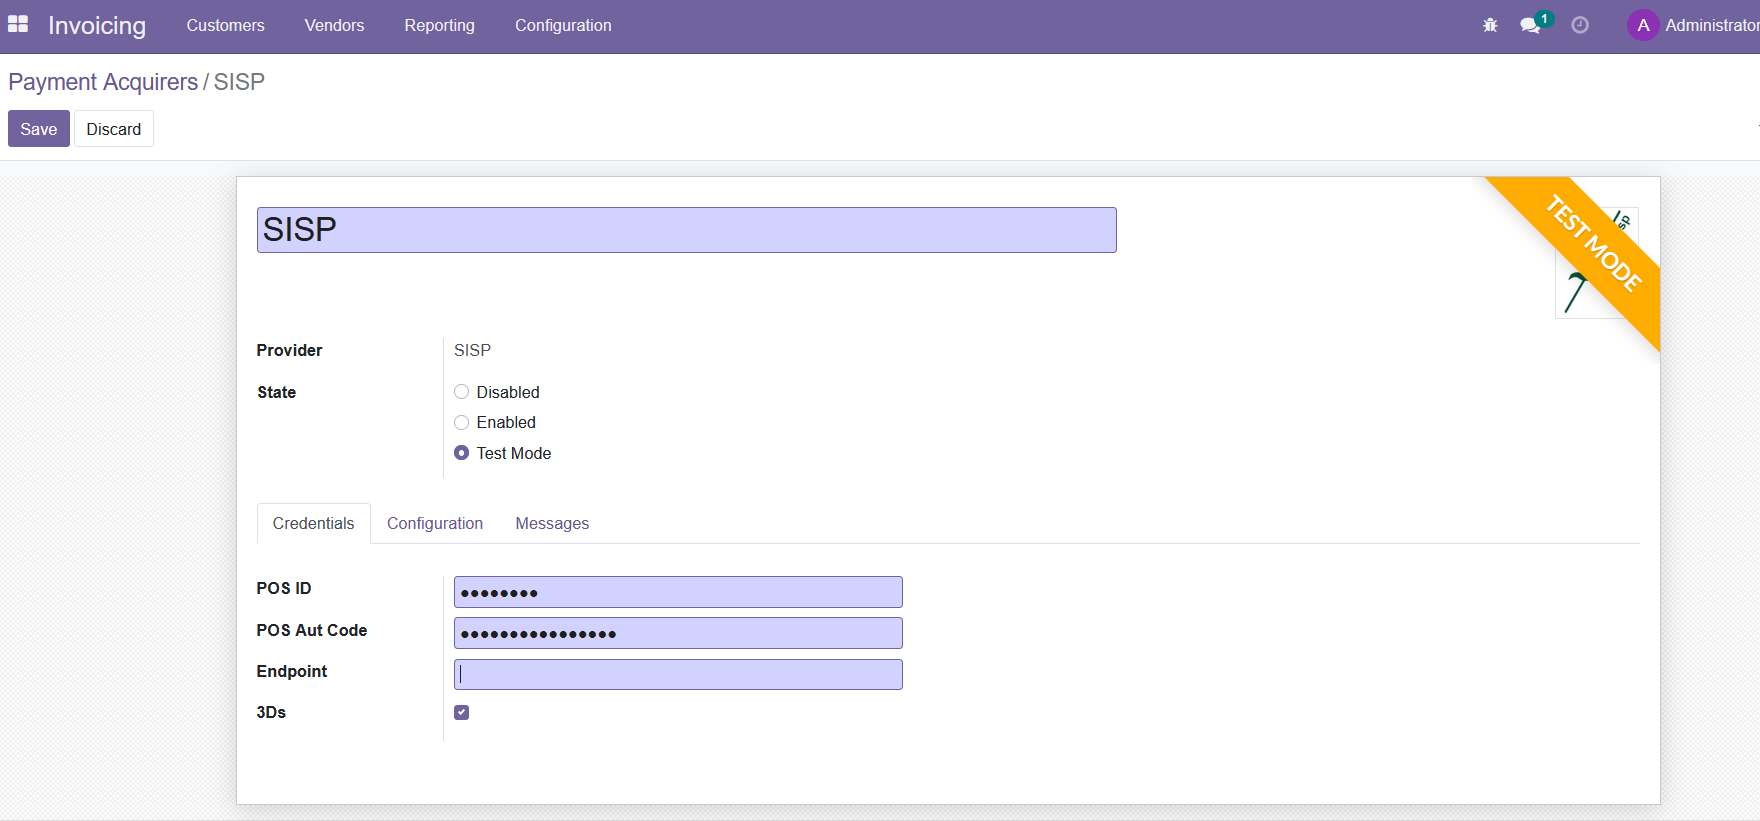 Invoicing Customers Vendors Reporting Configuration 1 A Administrator
Payment Acquirers / SISP
Save Discard
TEST MODE
SISP
Provider SISP
State Disabled
Enabled
Test Mode
Credentials Configuration Messages
POS ID ••••••••
POS Aut Code ••••••••••••••••
Endpoint
3Ds